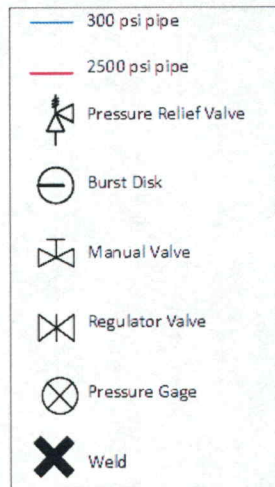 300 psi pipe
2500 psi pipe
Pressure Relief Valve
Burst Disk
Manual Valve
Regulator Valve
Pressure Gage
Weld